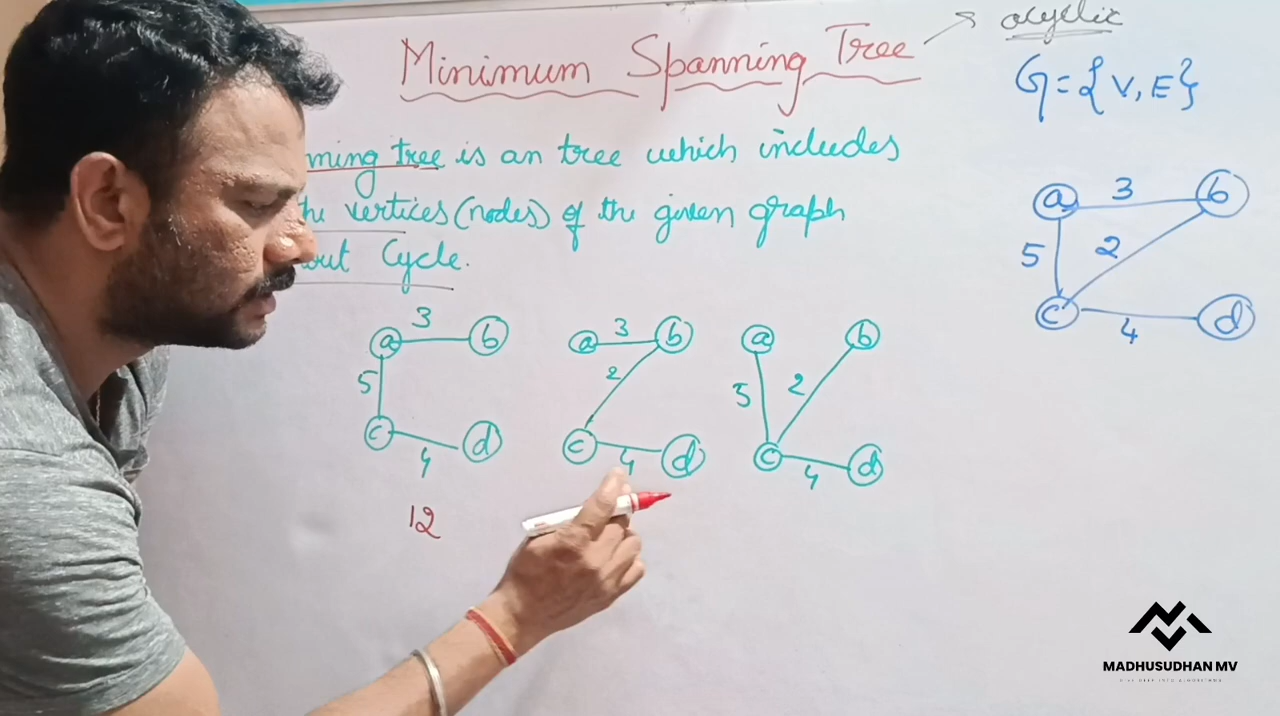 Minimum Spanning Tree
acyclic
G = {V, E}
ning tree is an tree which includes
the vertices (nodes) of the given graph
out Cycle.
a 3 b
5 2
c 4 d
a 3 b
5
c 4 d
a 3 b
2
c 4 d
a b
5 2
c 4 d
12
MADHUSUDHAN MV